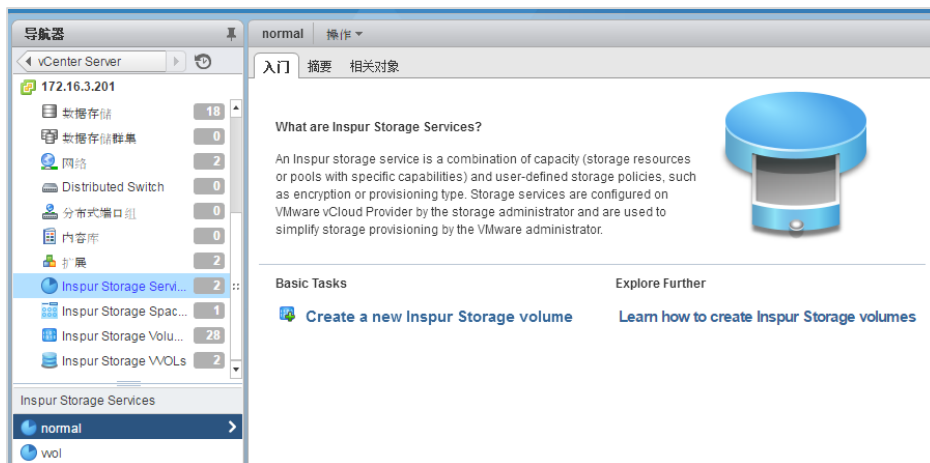 导航器
vCenter Server
172.16.3.201
数据存储 18
数据存储群集 0
网络 2
Distributed Switch 0
分布式端口组 0
内容库 0
扩展 2
Inspur Storage Servi... 2
Inspur Storage Spac... 1
Inspur Storage Volu... 28
Inspur Storage VVOLs 2
Inspur Storage Services
normal
vvol
normal 操作
入门 摘要 相关对象
What are Inspur Storage Services?
An Inspur storage service is a combination of capacity (storage resources
or pools with specific capabilities) and user-defined storage policies, such
as encryption or provisioning type. Storage services are configured on
VMware vCloud Provider by the storage administrator and are used to
simplify storage provisioning by the VMware administrator.
Basic Tasks
Create a new Inspur Storage volume
Explore Further
Learn how to create Inspur Storage volumes